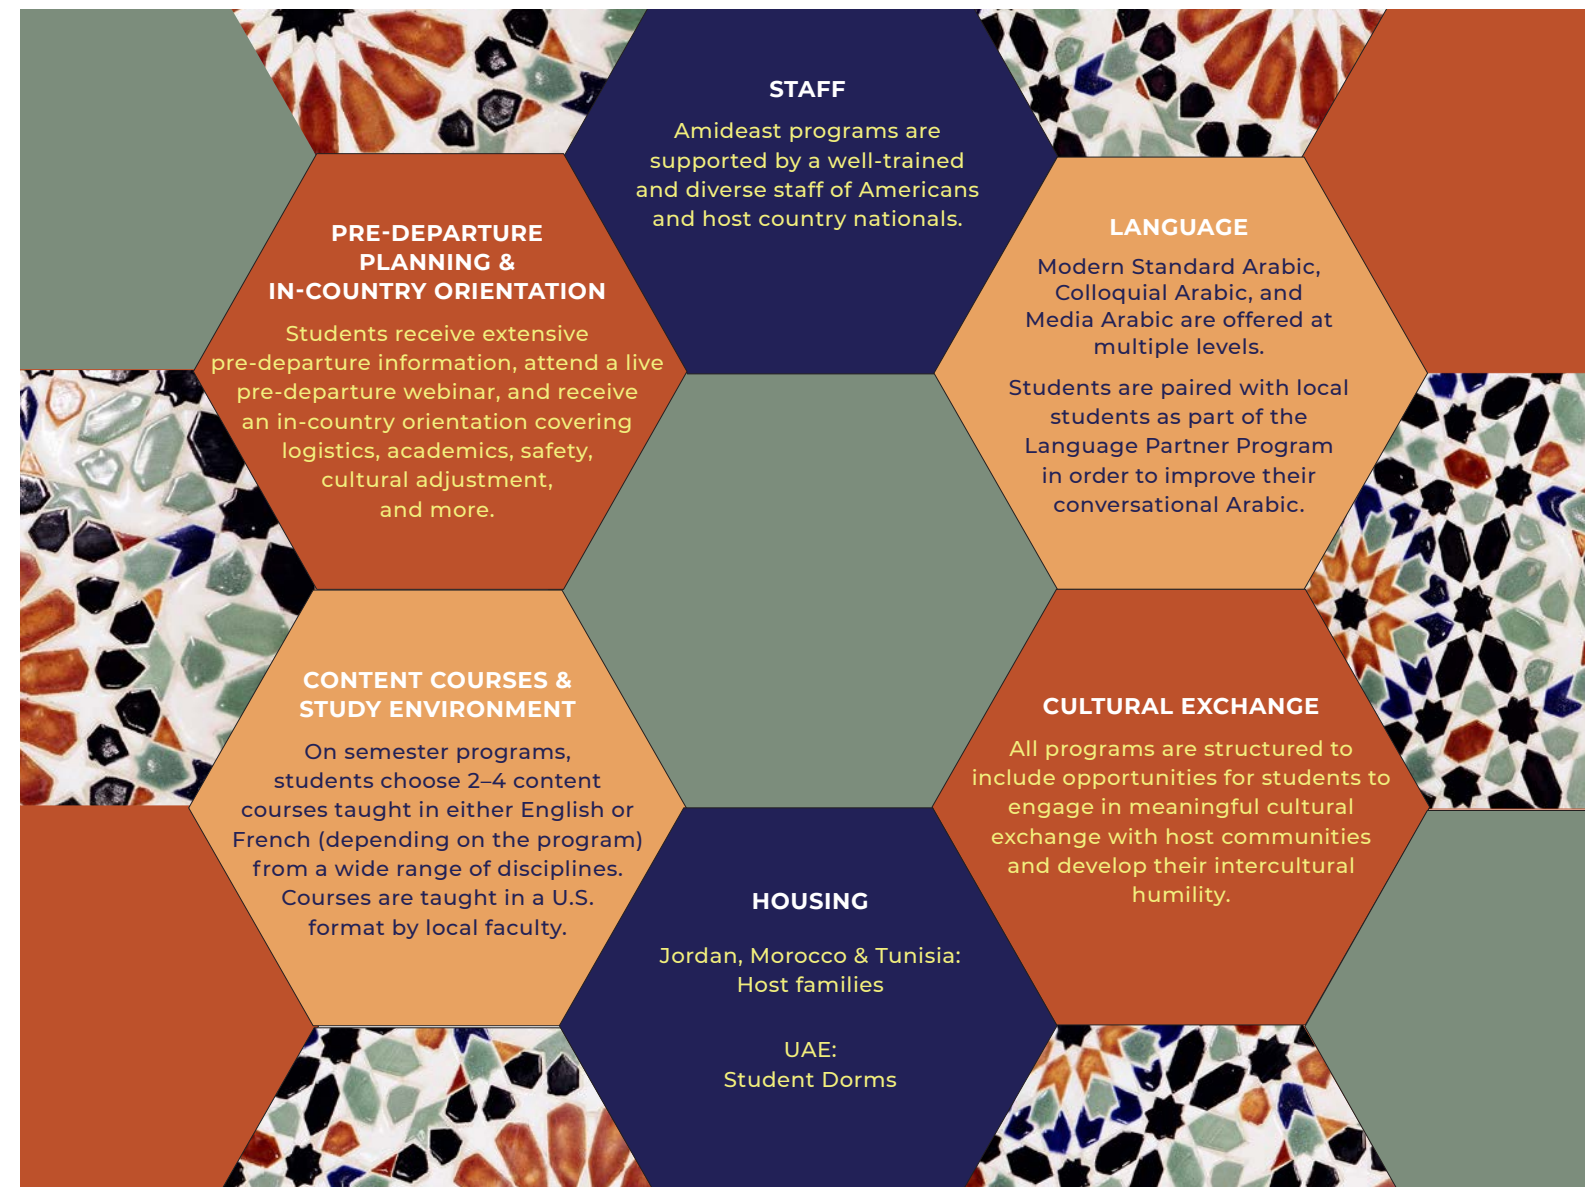 STAFF
Amideast programs are
supported by a well-trained
and diverse staff of Americans
and host country nationals.
PRE-DEPARTURE
PLANNING &
IN-COUNTRY ORIENTATION
Students receive extensive
pre-departure information, attend a live
pre-departure webinar, and receive
an in-country orientation covering
logistics, academics, safety,
cultural adjustment,
and more.
LANGUAGE
Modern Standard Arabic,
Colloquial Arabic, and
Media Arabic are offered at
multiple levels.
Students are paired with local
students as part of the
Language Partner Program
in order to improve their
conversational Arabic.
CONTENT COURSES &
STUDY ENVIRONMENT
On semester programs,
students choose 2–4 content
courses taught in either English or
French (depending on the program)
from a wide range of disciplines.
Courses are taught in a U.S.
format by local faculty.
CULTURAL EXCHANGE
All programs are structured to
include opportunities for students to
engage in meaningful cultural
exchange with host communities
and develop their intercultural
humility.
HOUSING
Jordan, Morocco & Tunisia:
Host families
UAE:
Student Dorms